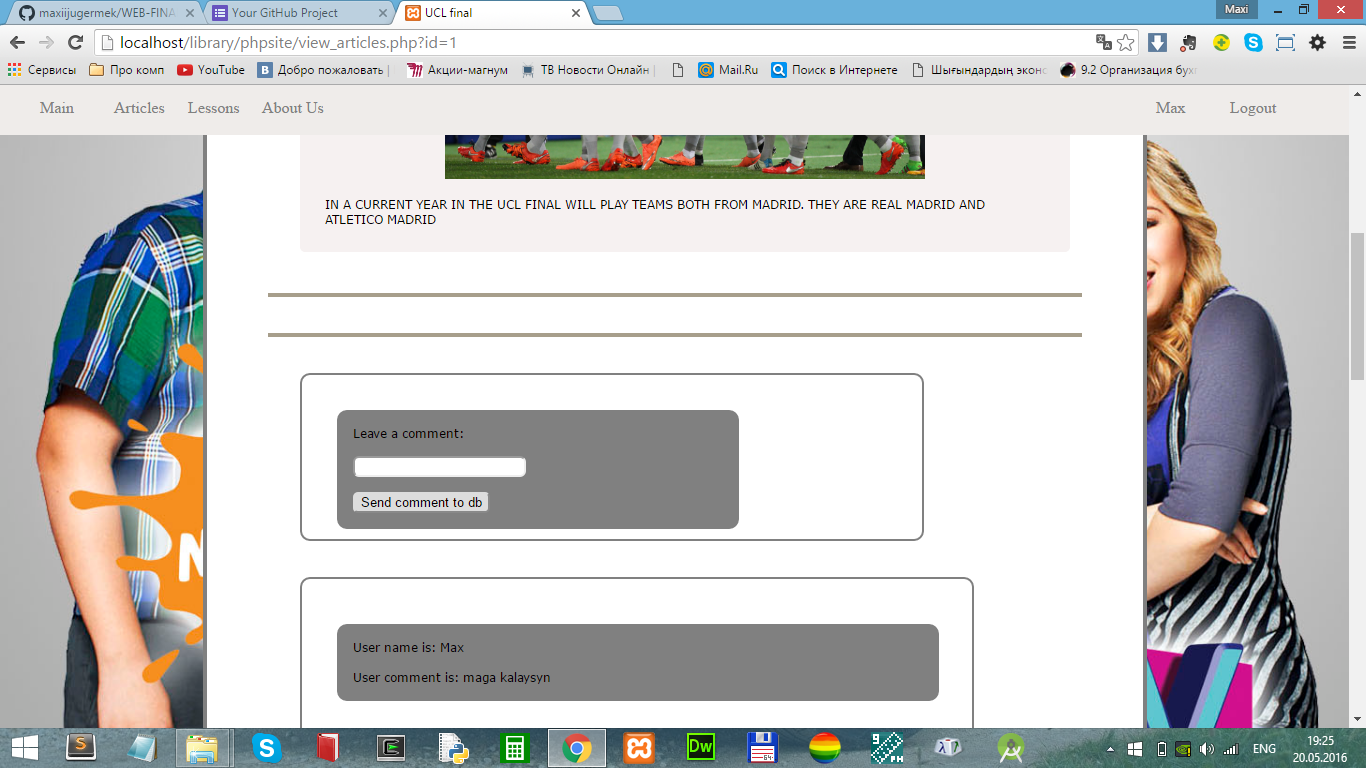 maxiijugermek/WEB-FINA
Your GitHub Project
UCL final
Maxi
localhost/library/phpsite/view_articles.php?id=1
Сервисы
Про комп
YouTube
Добро пожаловать |
Акции-магнум
ТВ Новости Онлайн |
Mail.Ru
Поиск в Интернете
Шығындардың экон
9.2 Организация бухг
Main
Articles
Lessons
About Us
Max
Logout
IN A CURRENT YEAR IN THE UCL FINAL WILL PLAY TEAMS BOTH FROM MADRID. THEY ARE REAL MADRID AND
ATLETICO MADRID
Leave a comment:
Send comment to db
User name is: Max
User comment is: maga kalaysyn
ENG
19:25
20.05.2016